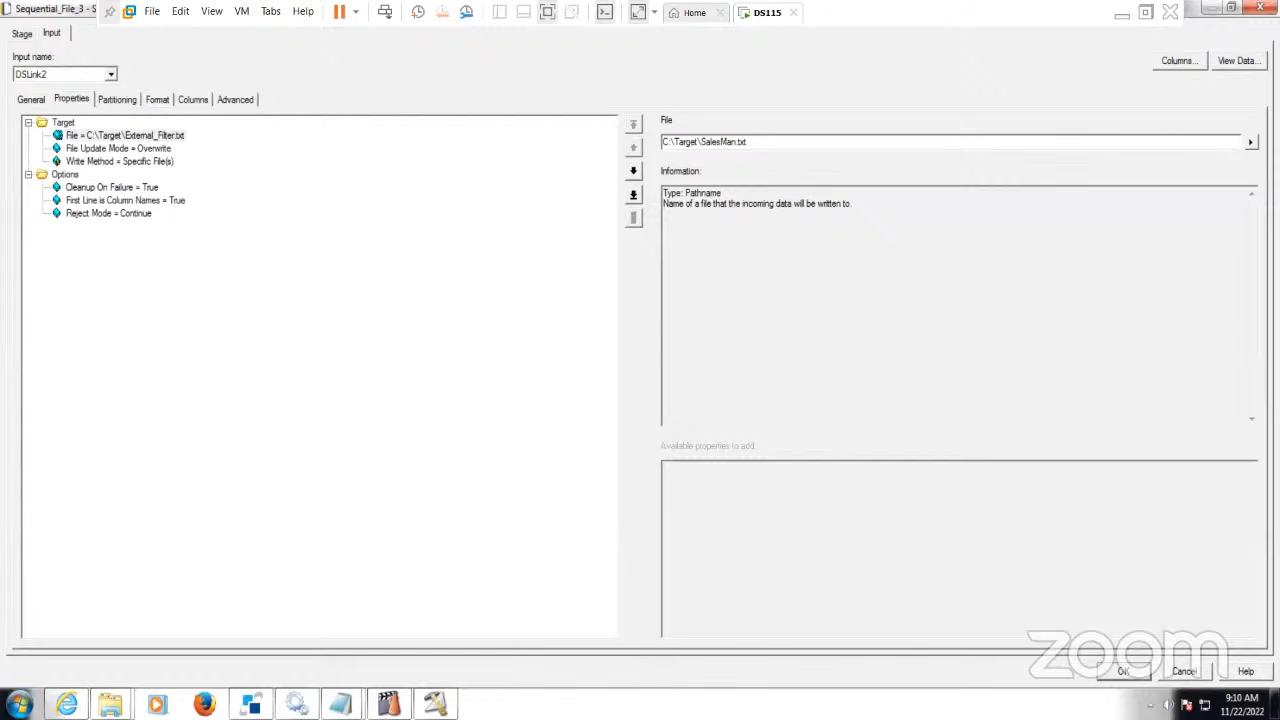 Sequential_File_3 - S
File Edit View VM Tabs Help
Home
DS115
Stage Input
Input name:
DSLink2
Columns... View Data...
General Properties Partitioning Format Columns Advanced
Target
File = C:\Target\External_Filter.txt
File Update Mode = Overwrite
Write Method = Specific File(s)
Options
Cleanup On Failure = True
First Line is Column Names = True
Reject Mode = Continue
File
C:\Target\SalesMan.txt
Information:
Type: Pathname
Name of a file that the incoming data will be written to.
Available properties to add:
zoom
OK Cancel Help
9:10 AM
11/22/2022